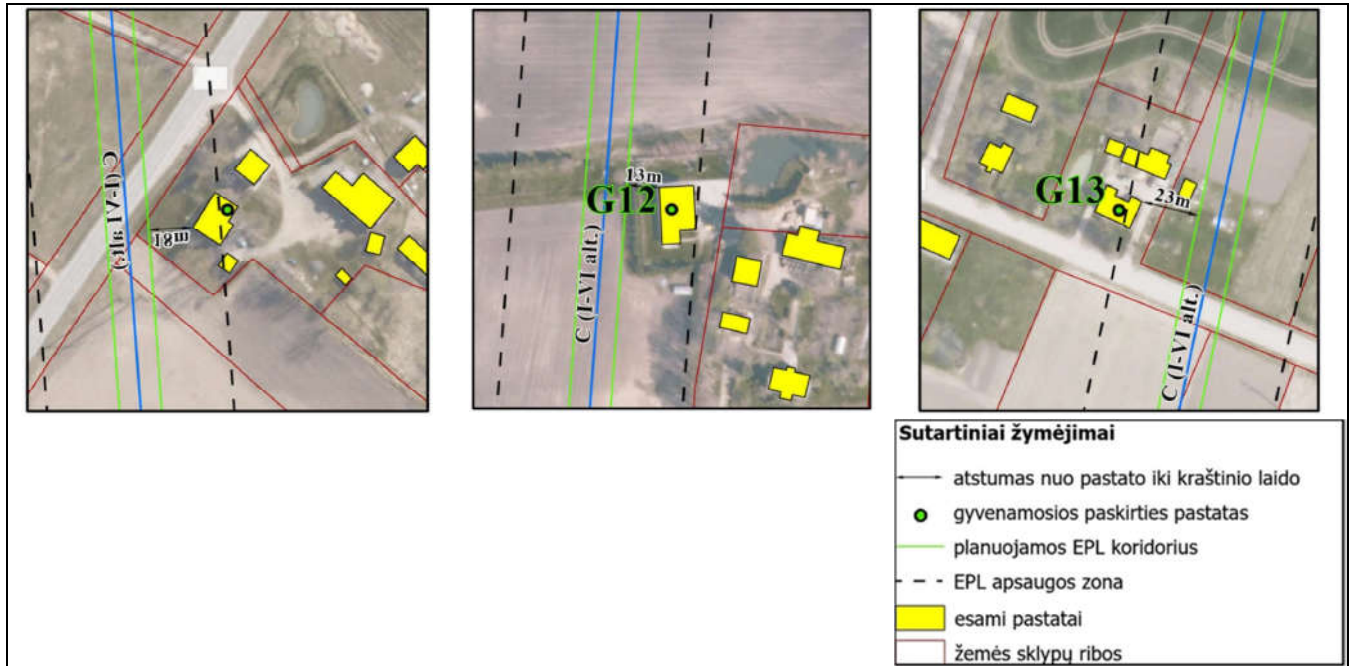 C (I-VI alt.)
18m
13m
G12
C (I-VI alt.)
G13
23m
C (I-VI alt.)
Sutartiniai žymėjimai
atstumas nuo pastato iki kraštinio laido
gyvenamosios paskirties pastatas
planuojamos EPL koridorius
EPL apsaugos zona
esami pastatai
žemės sklypų ribos